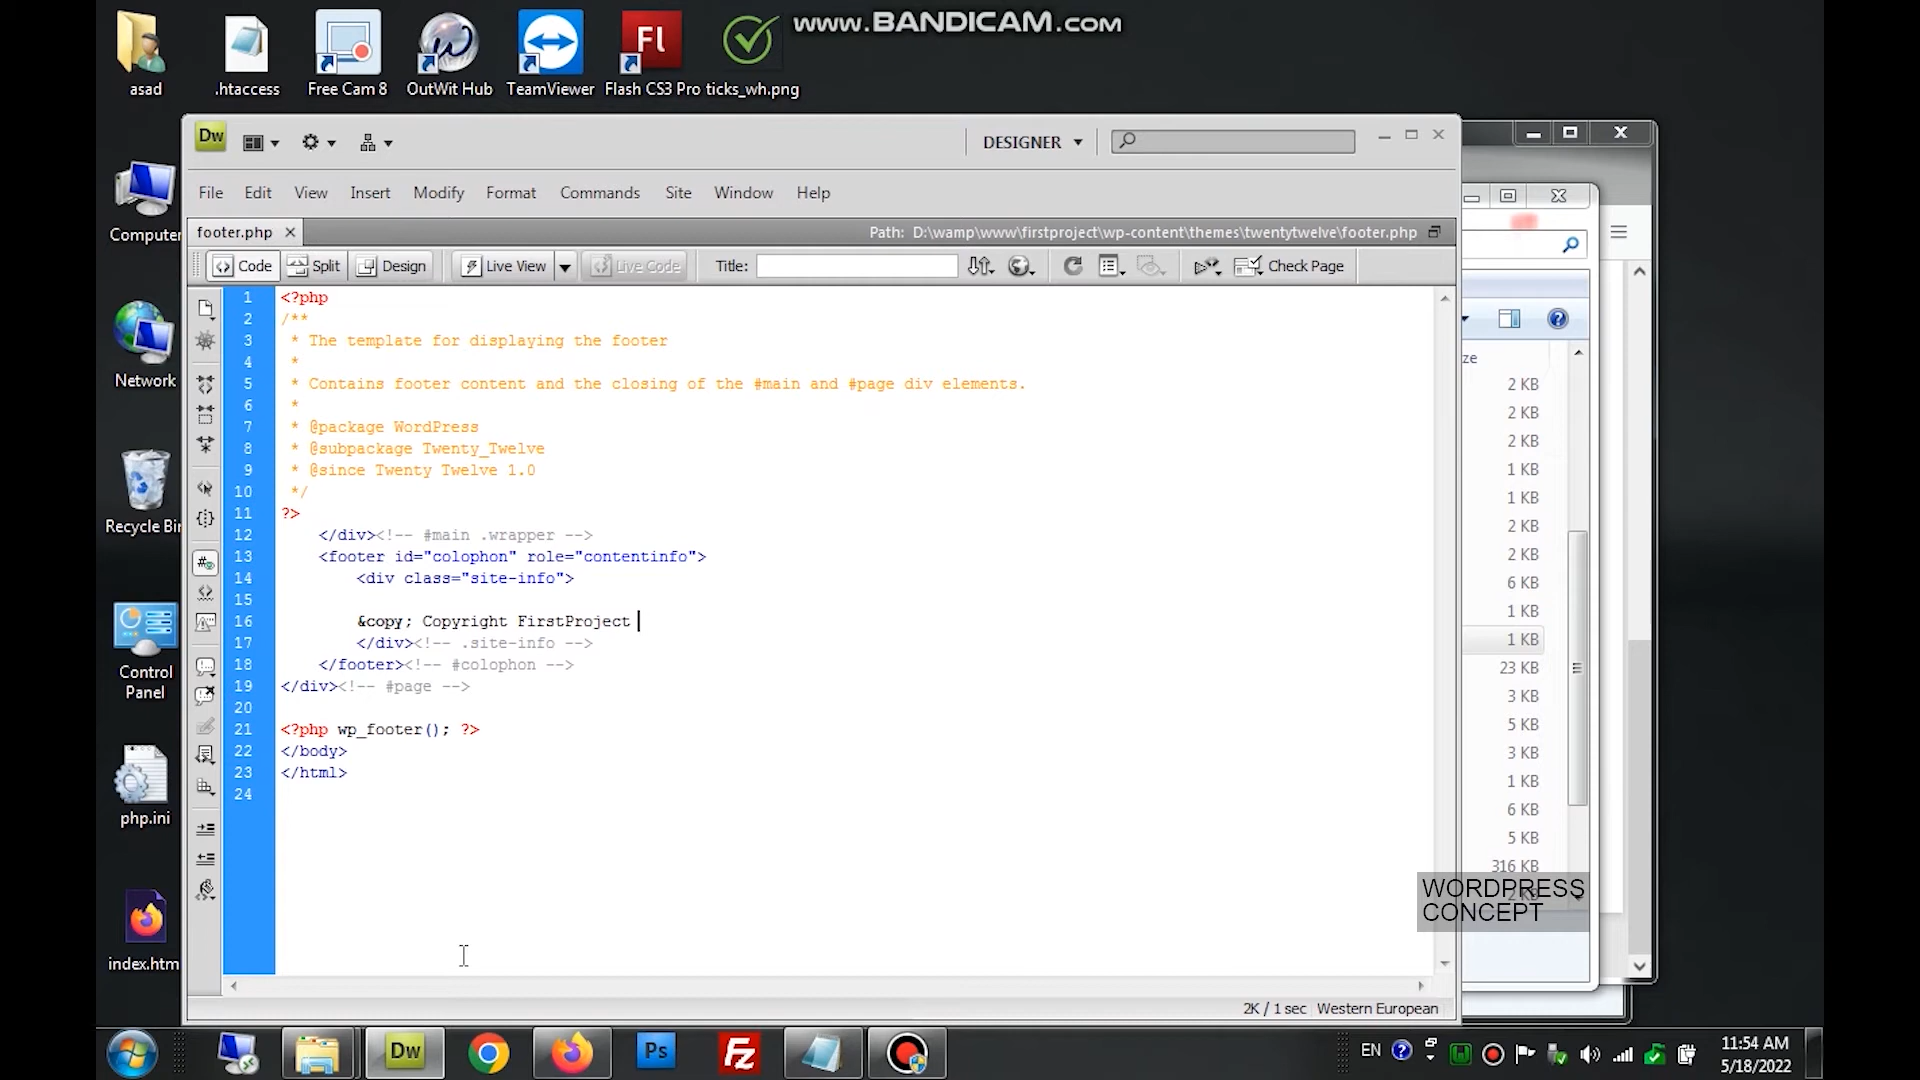 www.BANDICAM.com
asad
.htaccess
Free Cam 8
OutWit Hub
TeamViewer
Flash CS3 Pro
ticks_wh.png
Computer
Network
Recycle Bin
Control
Panel
php.ini
index.htm
Dw
DESIGNER
File Edit View Insert Modify Format Commands Site Window Help
footer.php
Path: D:\wamp\www\firstproject\wp-content\themes\twentytwelve\footer.php
Code Split Design Live View Live Code Title: Check Page
1 <?php
2 /**
3 * The template for displaying the footer
4 *
5 * Contains footer content and the closing of the #main and #page div elements.
6 *
7 * @package WordPress
8 * @subpackage Twenty_Twelve
9 * @since Twenty Twelve 1.0
10 */
11 ?>
12 </div><!-- #main .wrapper -->
13 <footer id="colophon" role="contentinfo">
14 <div class="site-info">
15
16 &copy; Copyright FirstProject
17 </div><!-- .site-info -->
18 </footer><!-- #colophon -->
19 </div><!-- #page -->
20
21 <?php wp_footer(); ?>
22 </body>
23 </html>
24
2K / 1 sec Western European
ze
2 KB
2 KB
2 KB
1 KB
1 KB
2 KB
2 KB
6 KB
1 KB
1 KB
23 KB
3 KB
5 KB
3 KB
1 KB
6 KB
5 KB
316 KB
2 KB
WORDPRESS
CONCEPT
Fl
Dw
Ps
Fz
EN
11:54 AM
5/18/2022